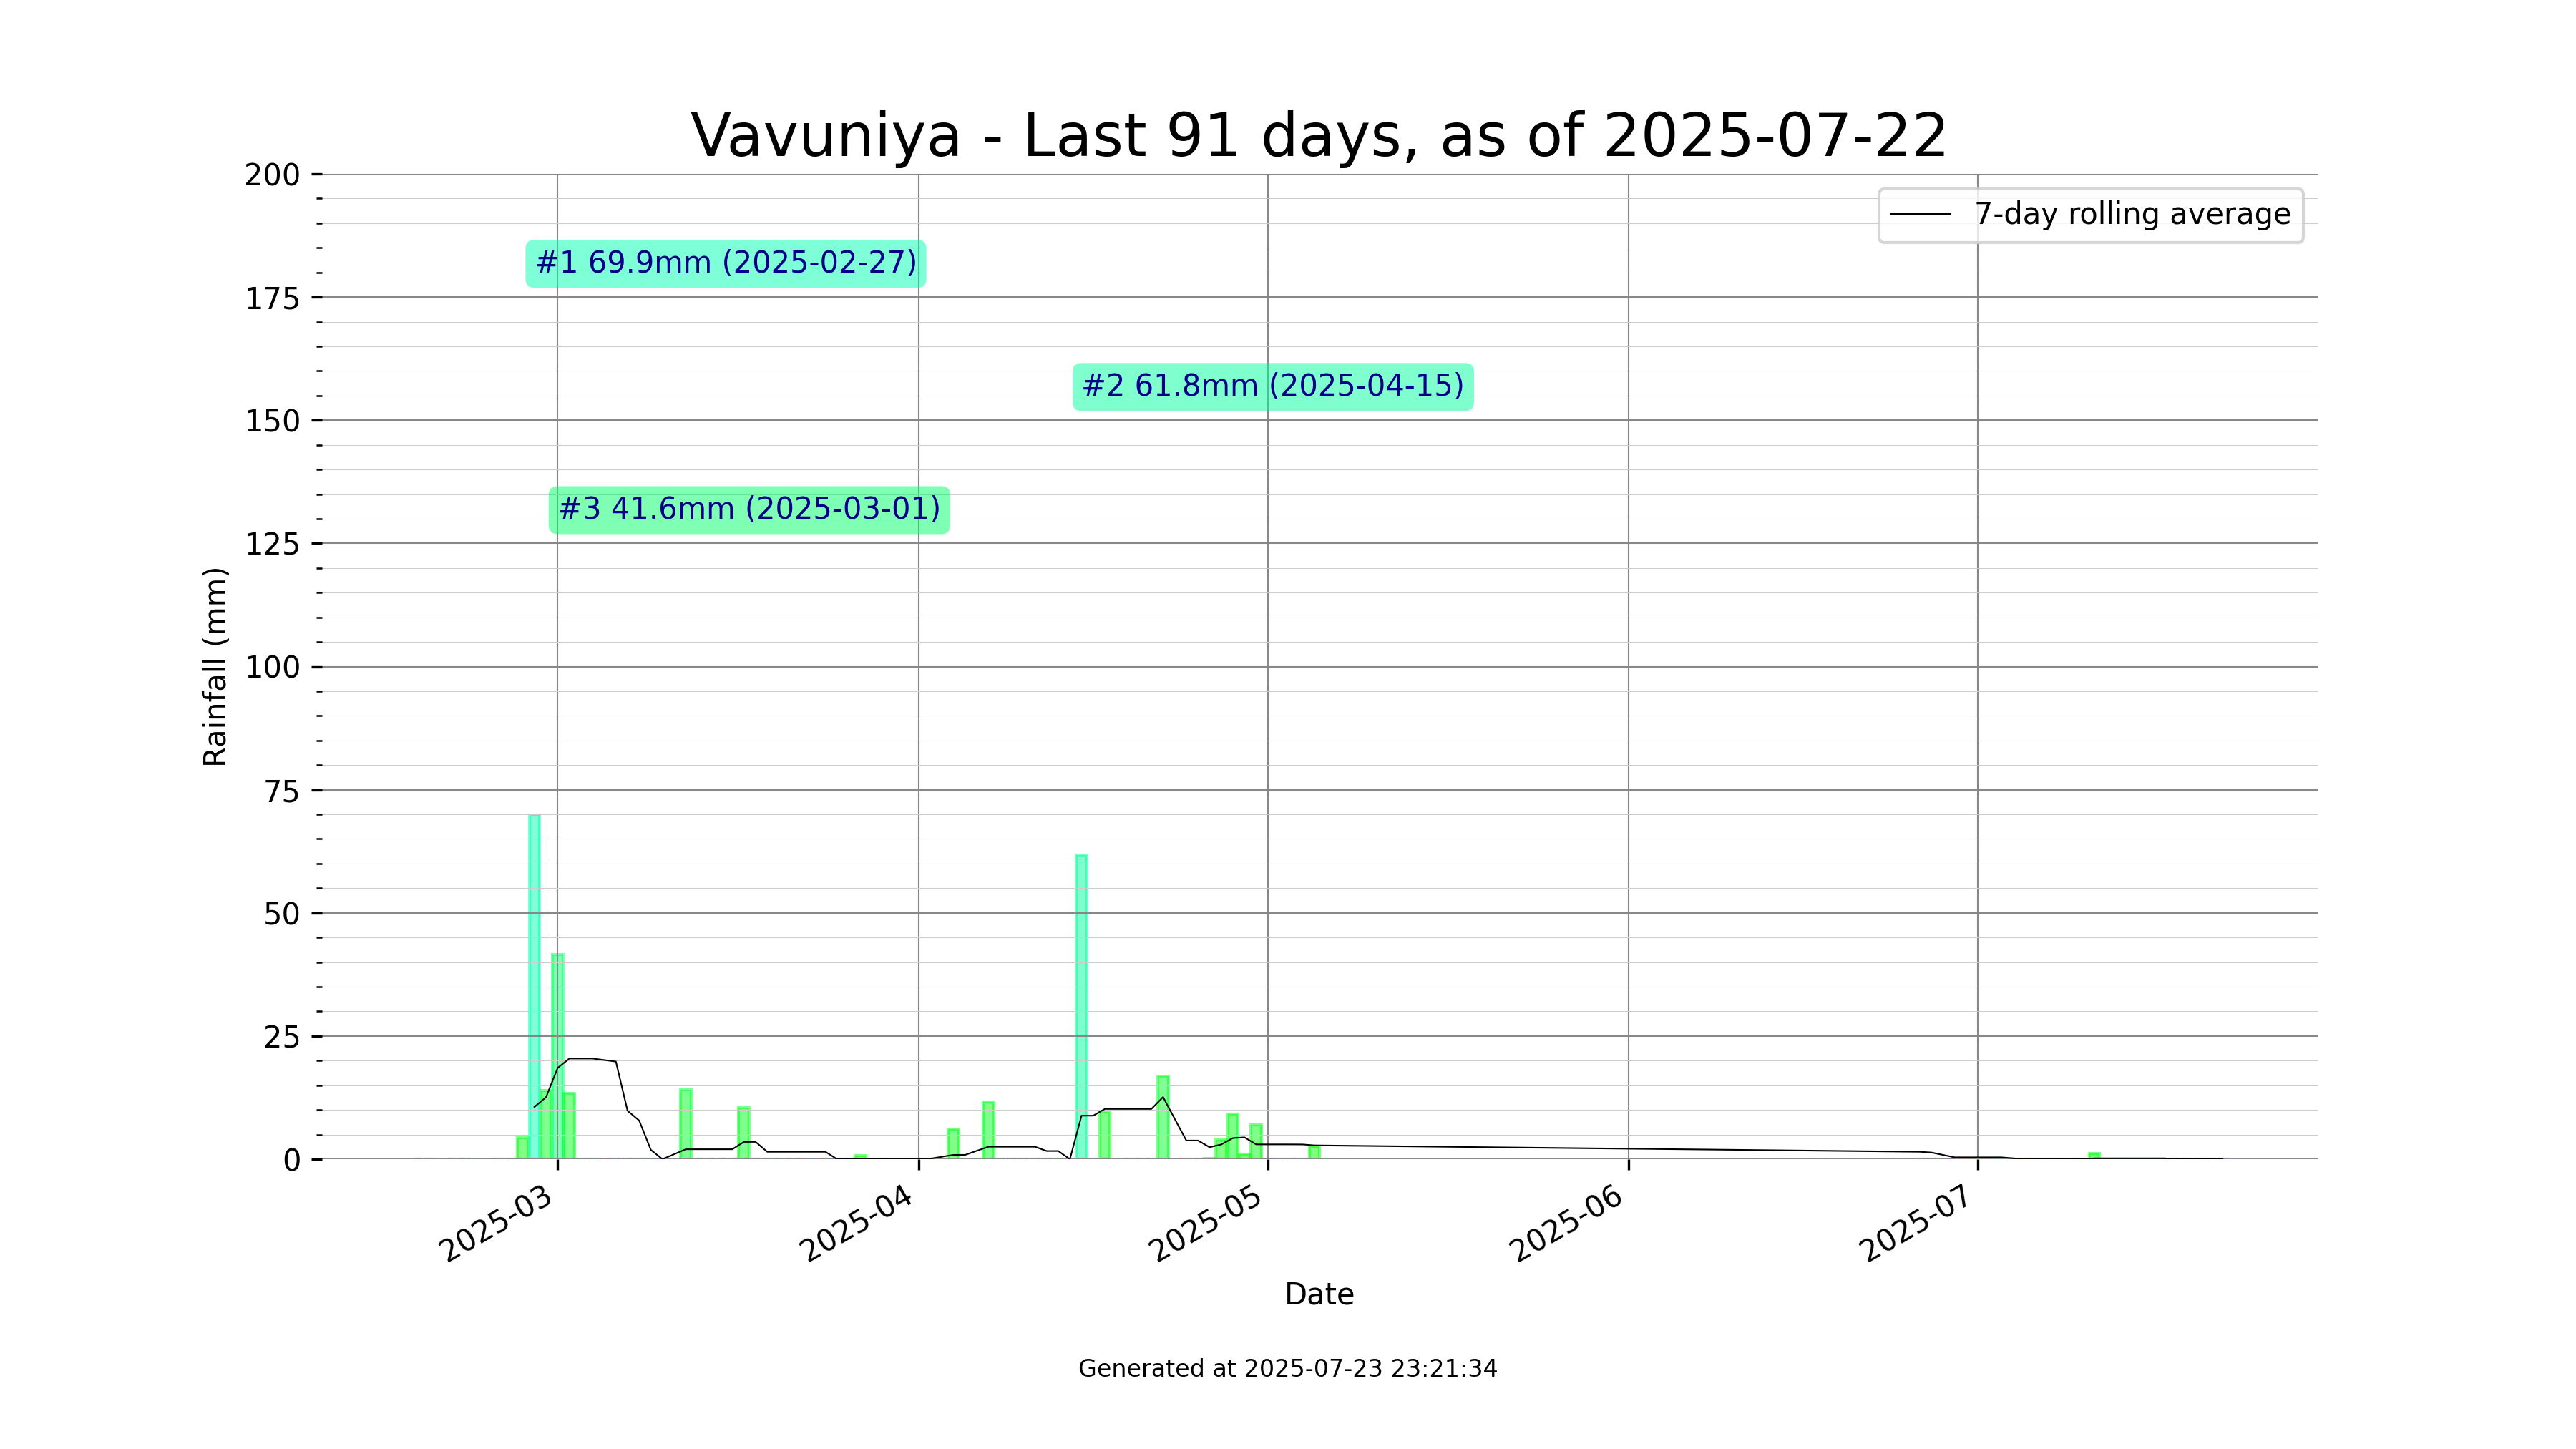 Vavuniya - Last 91 days, as of 2025-07-22
200
175
150
125
100
75
50
25
0
Rainfall (mm)
7-day rolling average
#1 69.9mm (2025-02-27)
#2 61.8mm (2025-04-15)
#3 41.6mm (2025-03-01)
2025-03
2025-04
2025-05
2025-06
2025-07
Date
Generated at 2025-07-23 23:21:34